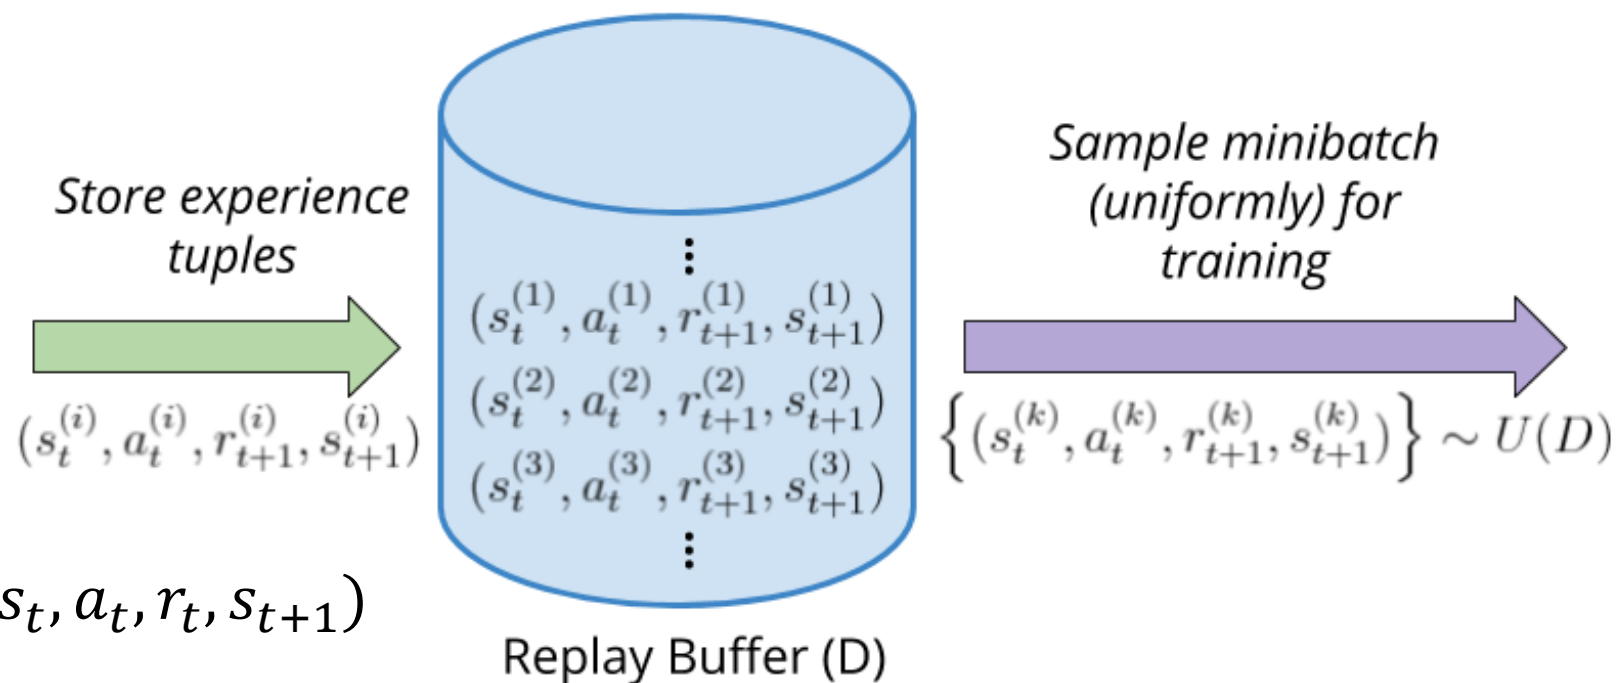 Store experience
tuples
$(s_t^{(i)}, a_t^{(i)}, r_{t+1}^{(i)}, s_{t+1}^{(i)})$
$s_t, a_t, r_t, s_{t+1})$
⋮
$(s_t^{(1)}, a_t^{(1)}, r_{t+1}^{(1)}, s_{t+1}^{(1)})$
$(s_t^{(2)}, a_t^{(2)}, r_{t+1}^{(2)}, s_{t+1}^{(2)})$
$(s_t^{(3)}, a_t^{(3)}, r_{t+1}^{(3)}, s_{t+1}^{(3)})$
⋮
Replay Buffer (D)
Sample minibatch
(uniformly) for
training
$\left\{(s_t^{(k)}, a_t^{(k)}, r_{t+1}^{(k)}, s_{t+1}^{(k)})\right\} \sim U(D)$